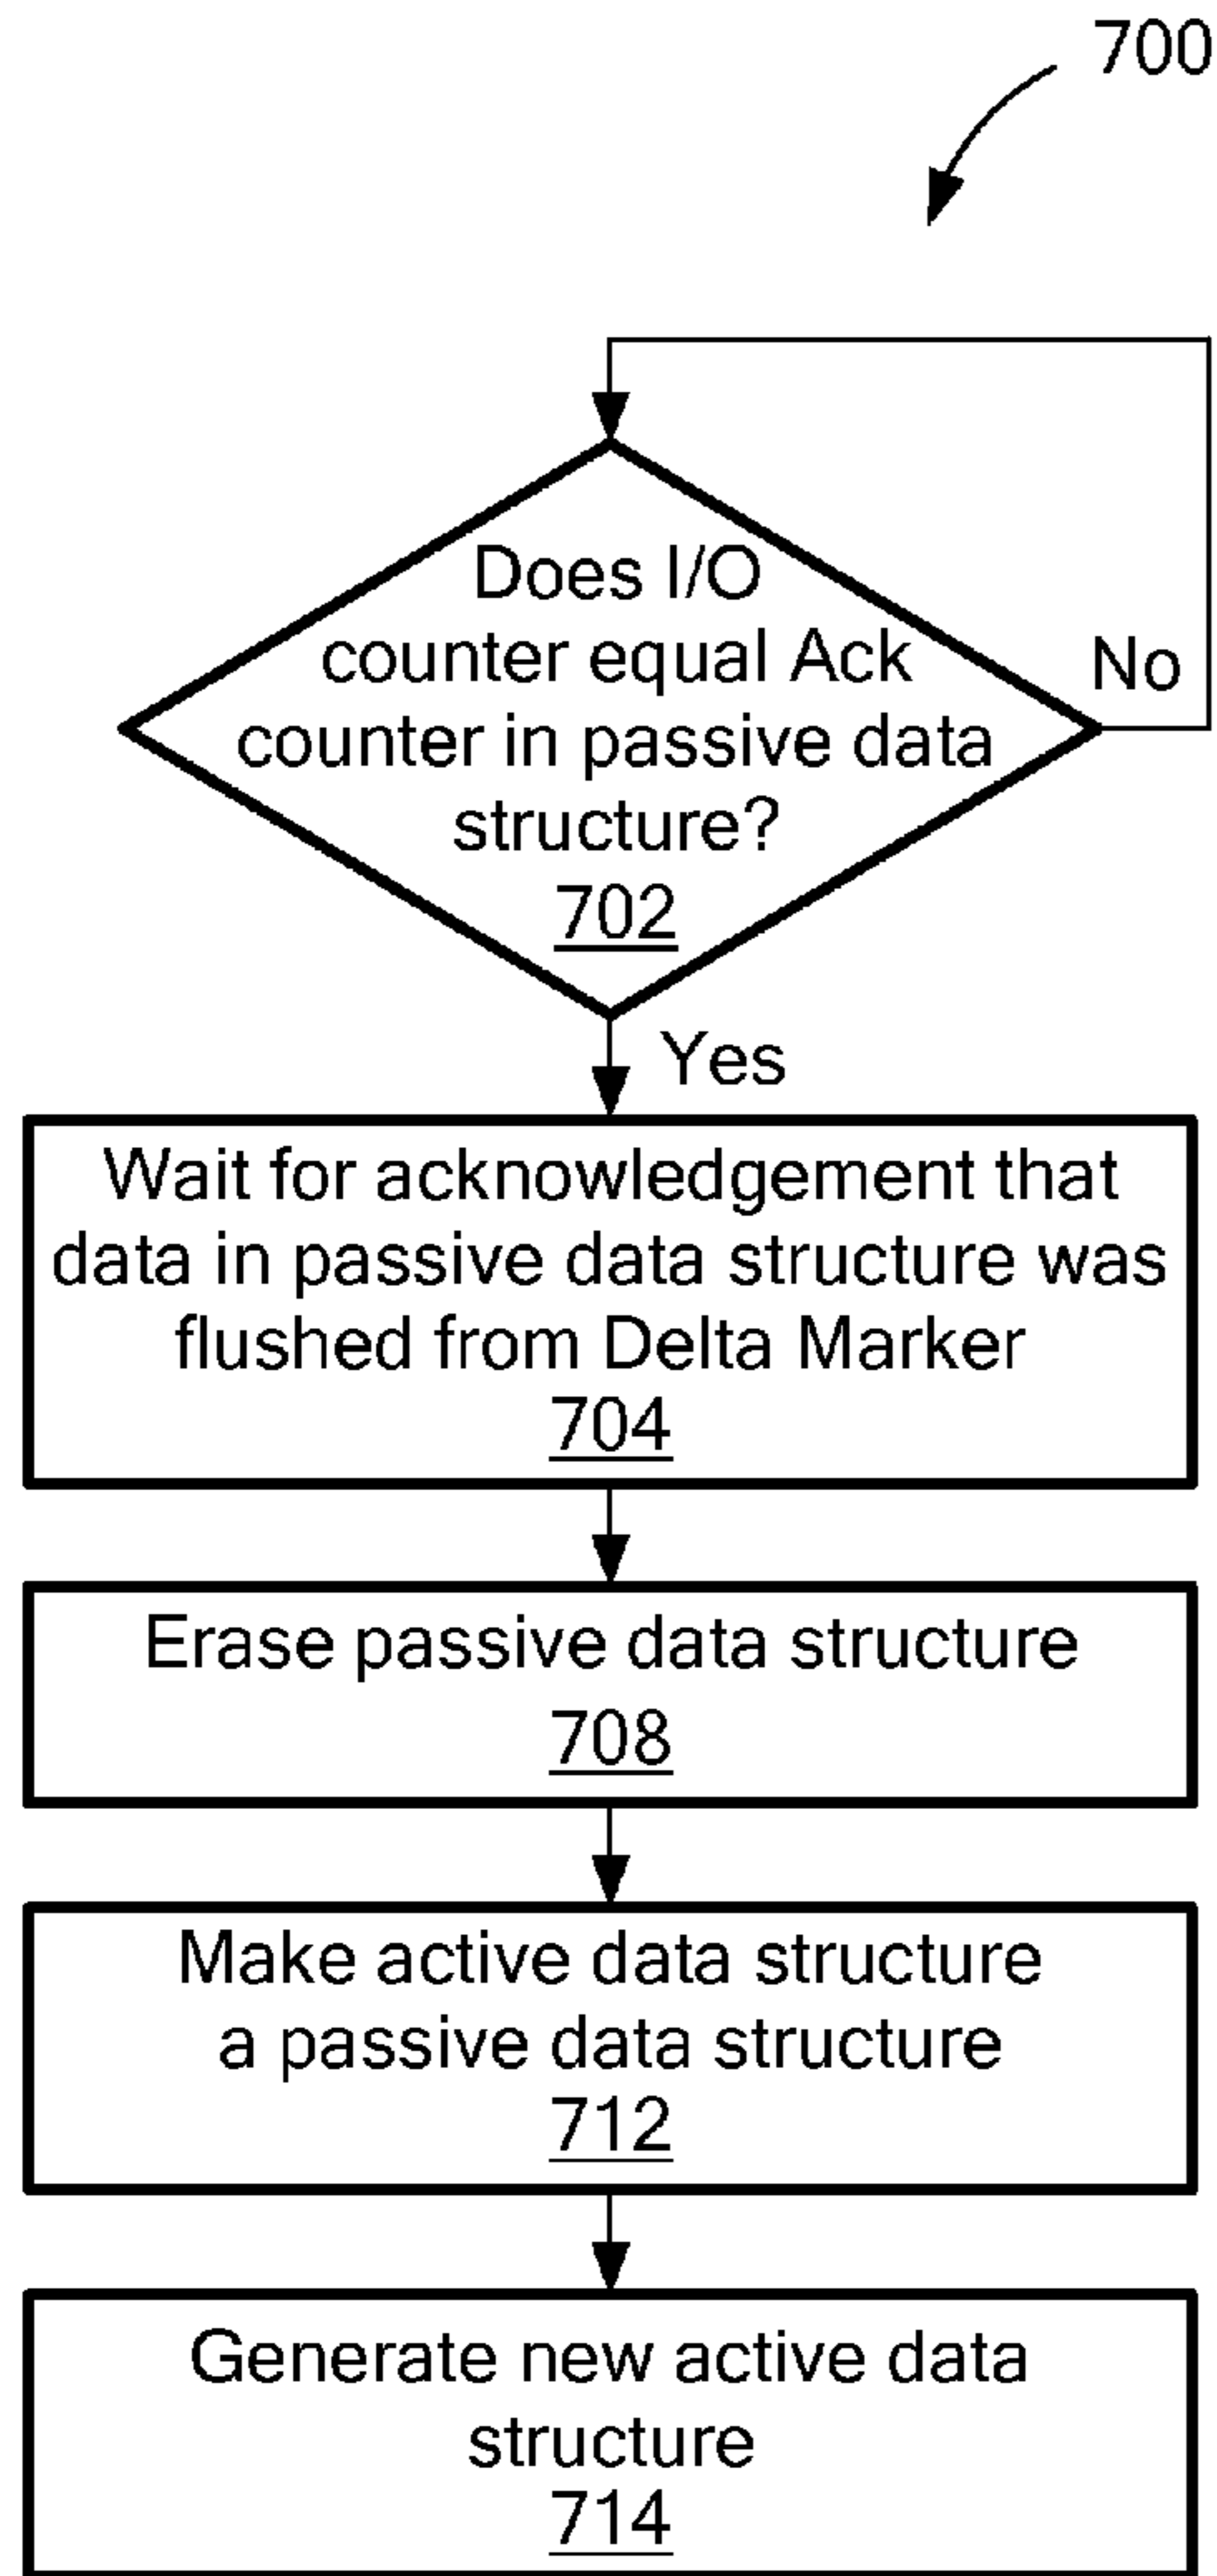 700
Does I/O
counter equal Ack
counter in passive data
structure?
702
No
Yes
Wait for acknowledgement that
data in passive data structure was
flushed from Delta Marker
704
Erase passive data structure
708
Make active data structure
a passive data structure
712
Generate new active data
structure
714